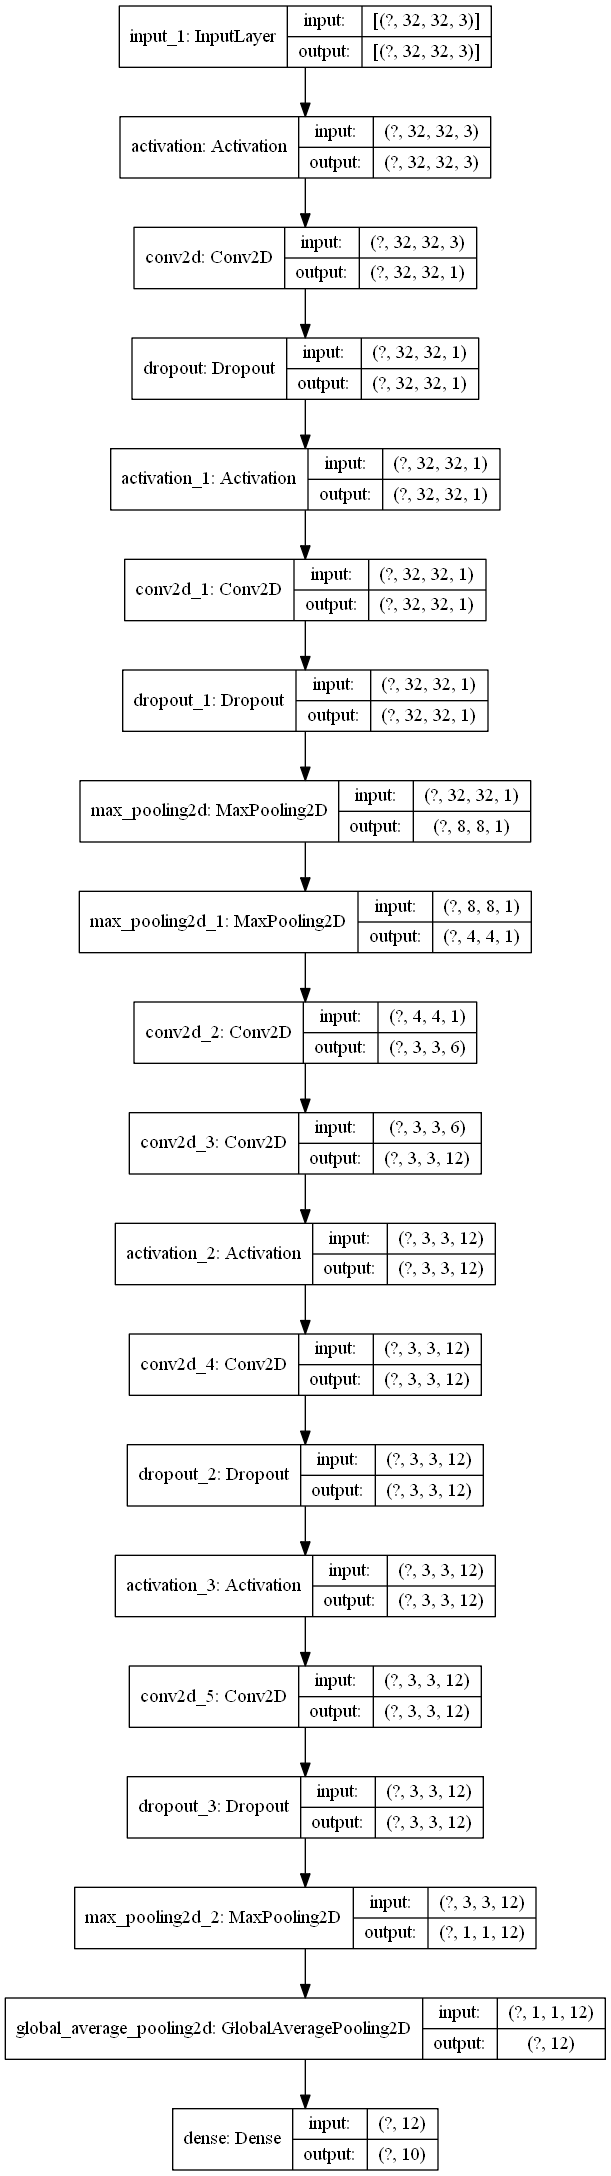 input_1: InputLayer
input:
[(?, 32, 32, 3)]
output:
[(?, 32, 32, 3)]
activation: Activation
input:
(?, 32, 32, 3)
output:
(?, 32, 32, 3)
conv2d: Conv2D
input:
(?, 32, 32, 3)
output:
(?, 32, 32, 1)
dropout: Dropout
input:
(?, 32, 32, 1)
output:
(?, 32, 32, 1)
activation_1: Activation
input:
(?, 32, 32, 1)
output:
(?, 32, 32, 1)
conv2d_1: Conv2D
input:
(?, 32, 32, 1)
output:
(?, 32, 32, 1)
dropout_1: Dropout
input:
(?, 32, 32, 1)
output:
(?, 32, 32, 1)
max_pooling2d: MaxPooling2D
input:
(?, 32, 32, 1)
output:
(?, 8, 8, 1)
max_pooling2d_1: MaxPooling2D
input:
(?, 8, 8, 1)
output:
(?, 4, 4, 1)
conv2d_2: Conv2D
input:
(?, 4, 4, 1)
output:
(?, 3, 3, 6)
conv2d_3: Conv2D
input:
(?, 3, 3, 6)
output:
(?, 3, 3, 12)
activation_2: Activation
input:
(?, 3, 3, 12)
output:
(?, 3, 3, 12)
conv2d_4: Conv2D
input:
(?, 3, 3, 12)
output:
(?, 3, 3, 12)
dropout_2: Dropout
input:
(?, 3, 3, 12)
output:
(?, 3, 3, 12)
activation_3: Activation
input:
(?, 3, 3, 12)
output:
(?, 3, 3, 12)
conv2d_5: Conv2D
input:
(?, 3, 3, 12)
output:
(?, 3, 3, 12)
dropout_3: Dropout
input:
(?, 3, 3, 12)
output:
(?, 3, 3, 12)
max_pooling2d_2: MaxPooling2D
input:
(?, 3, 3, 12)
output:
(?, 1, 1, 12)
global_average_pooling2d: GlobalAveragePooling2D
input:
(?, 1, 1, 12)
output:
(?, 12)
dense: Dense
input:
(?, 12)
output:
(?, 10)